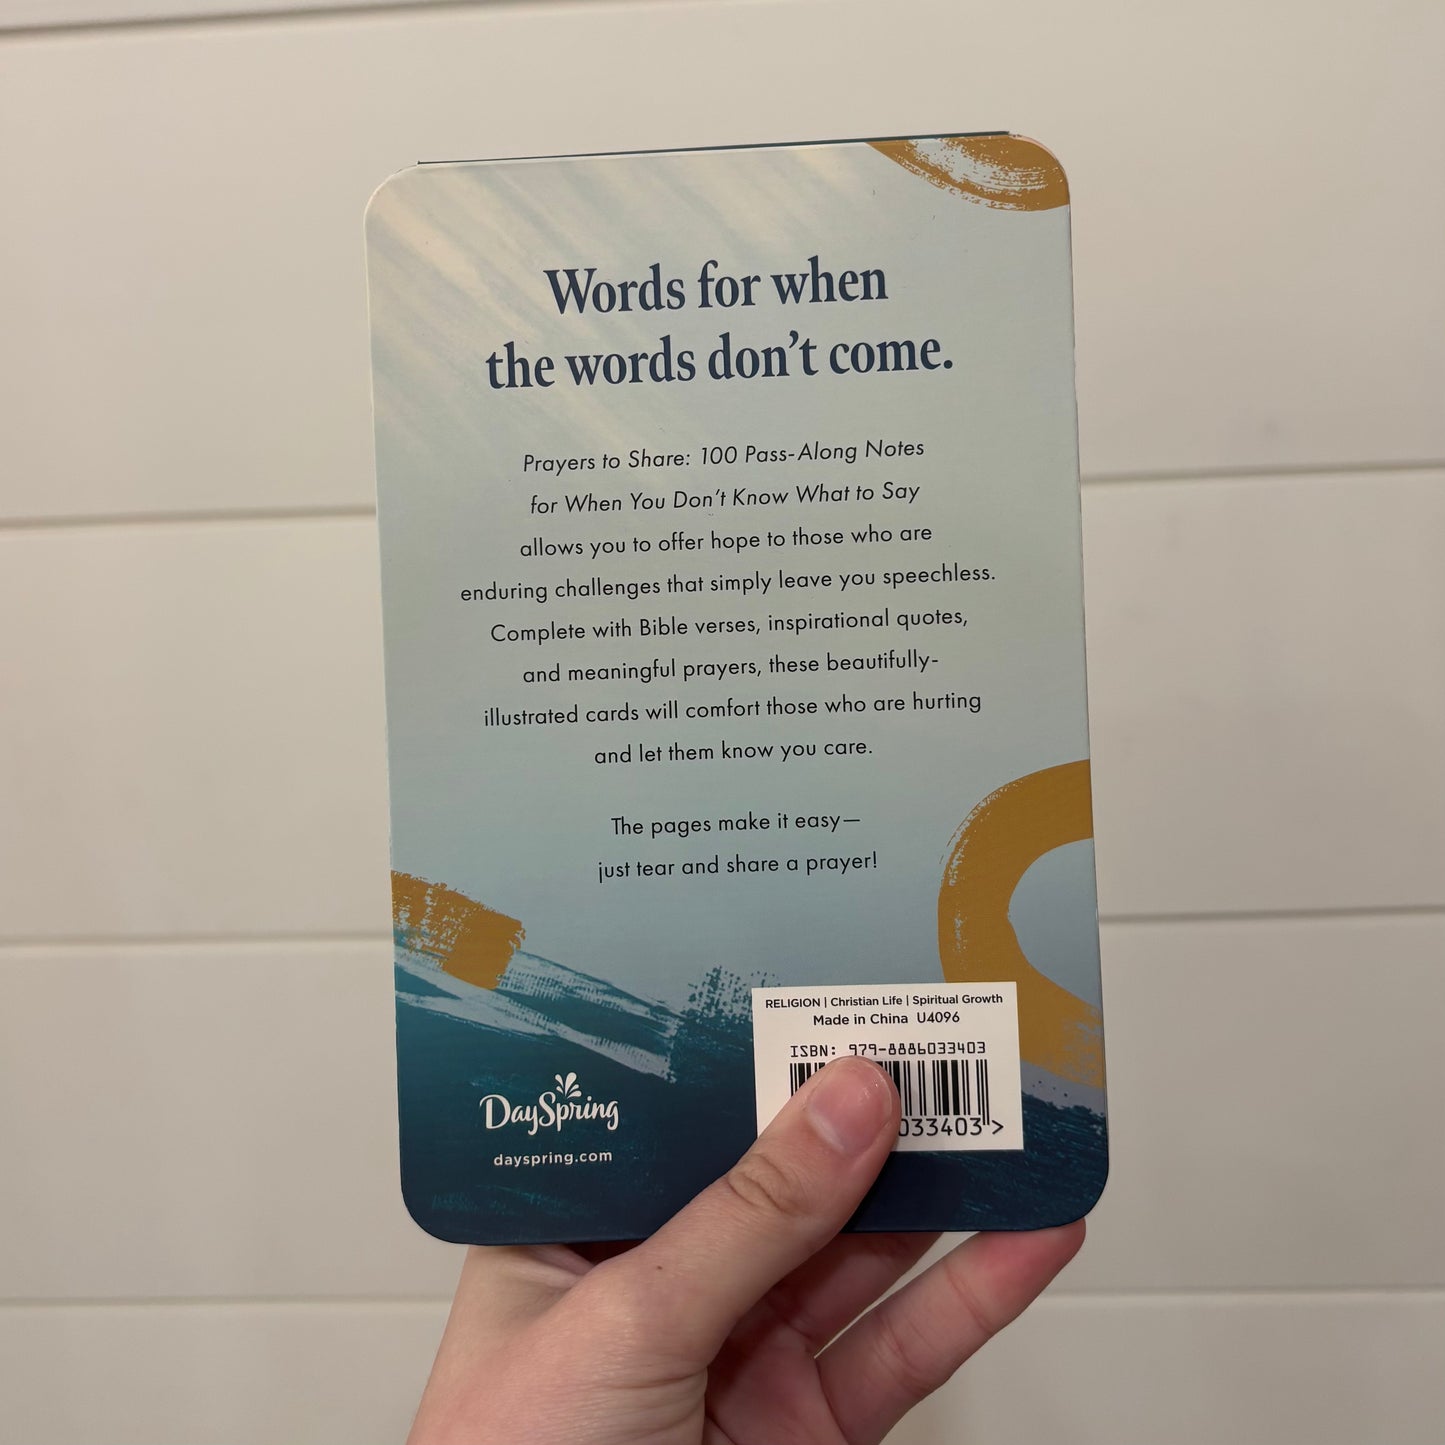 Words for when
the words don't come.
Prayers to Share: 100 Pass-Along Notes
for When You Don't Know What to Say
allows you to offer hope to those who are
enduring challenges that simply leave you speechless.
Complete with Bible verses, inspirational quotes,
and meaningful prayers, these beautifully-
illustrated cards will comfort those who are hurting
and let them know you care.
The pages make it easy—
just tear and share a prayer!
DaySpring
dayspring.com
RELIGION | Christian Life | Spiritual Growth
Made in China U4096
ISBN: 979-8886033403
033403 >